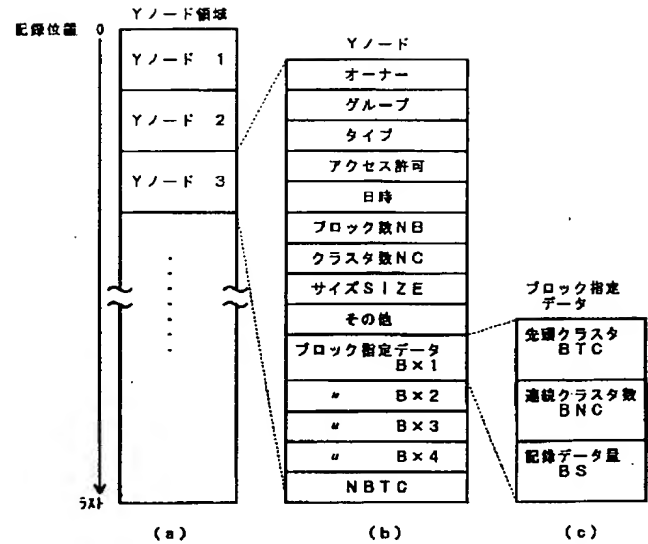 Yノード領域
記録位置 0
Yノード 1
Yノード 2
Yノード 3
ラスト
(a)
Yノード
オーナー
グループ
タイプ
アクセス許可
日時
ブロック数NB
クラスタ数NC
サイズSIZE
その他
ブロック指定データ
B×1
〃 B×2
〃 B×3
〃 B×4
NBTC
(b)
ブロック指定
データ
先頭クラスタ
BTC
連続クラスタ数
BNC
記録データ量
BS
(c)